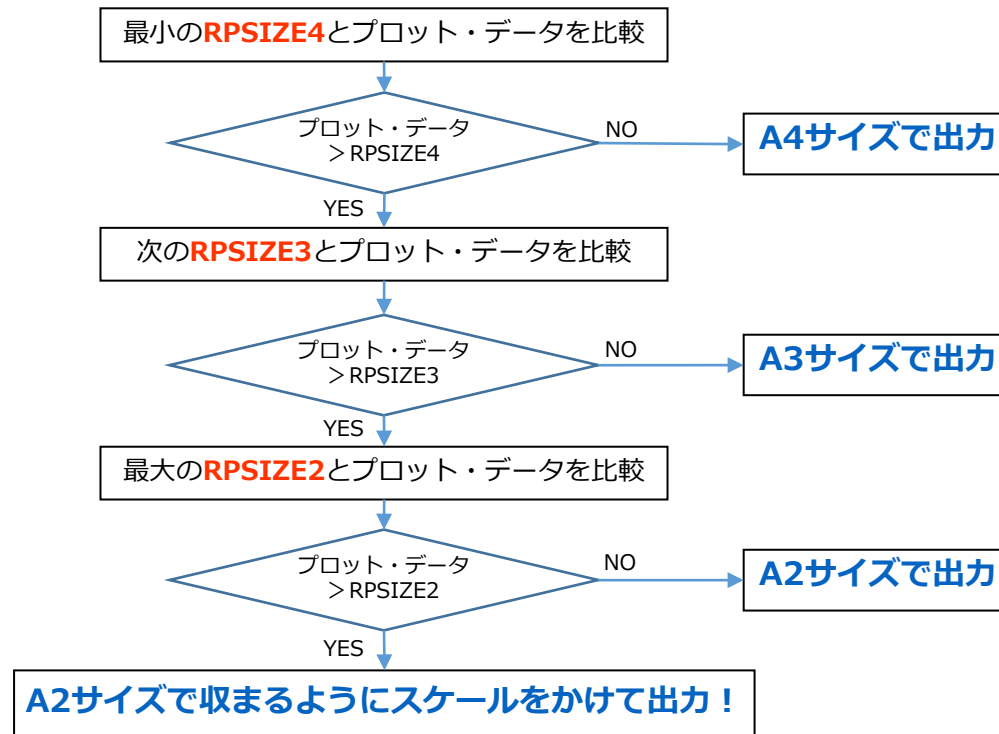 最小のRPSIZE4とプロット・データを比較
プロット・データ
＞RPSIZE4
NO
A4サイズで出力
YES
次のRPSIZE3とプロット・データを比較
プロット・データ
＞RPSIZE3
NO
A3サイズで出力
YES
最大のRPSIZE2とプロット・データを比較
プロット・データ
＞RPSIZE2
NO
A2サイズで出力
YES
A2サイズで収まるようにスケールをかけて出力！